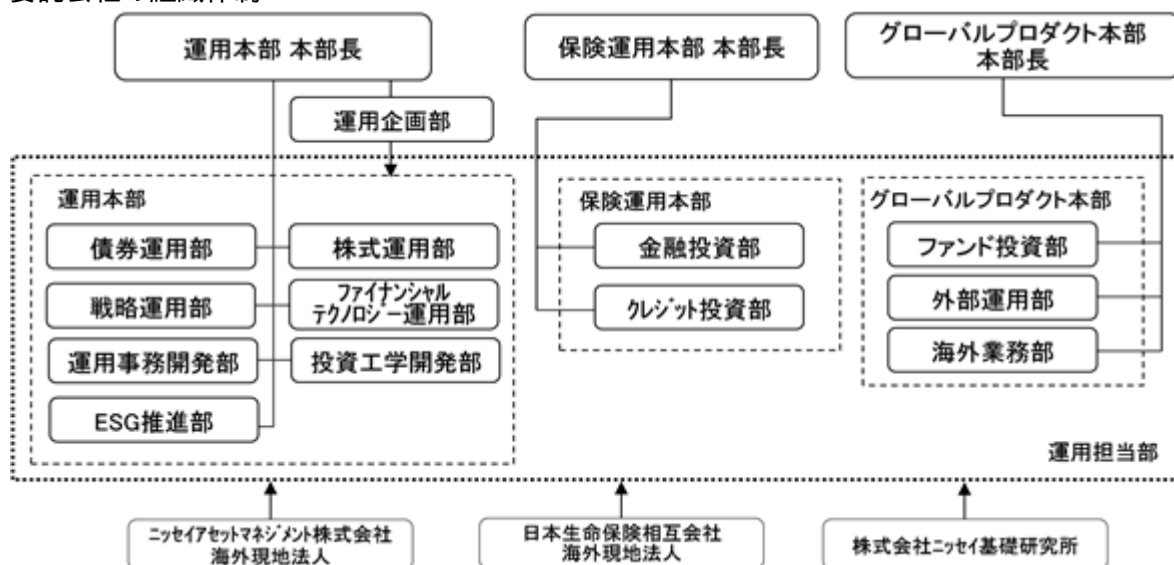 運用本部 本部長
保険運用本部 本部長
グローバルプロダクト本部
本部長
運用企画部
運用本部
債券運用部
株式運用部
戦略運用部
ファイナンシャル
テクノロジー運用部
運用事務開発部
投資工学開発部
ESG推進部
保険運用本部
金融投資部
クレジット投資部
グローバルプロダクト本部
ファンド投資部
外部運用部
海外業務部
運用担当部
ニッセイアセットマネジメント株式会社
海外現地法人
日本生命保険相互会社
海外現地法人
株式会社ニッセイ基礎研究所